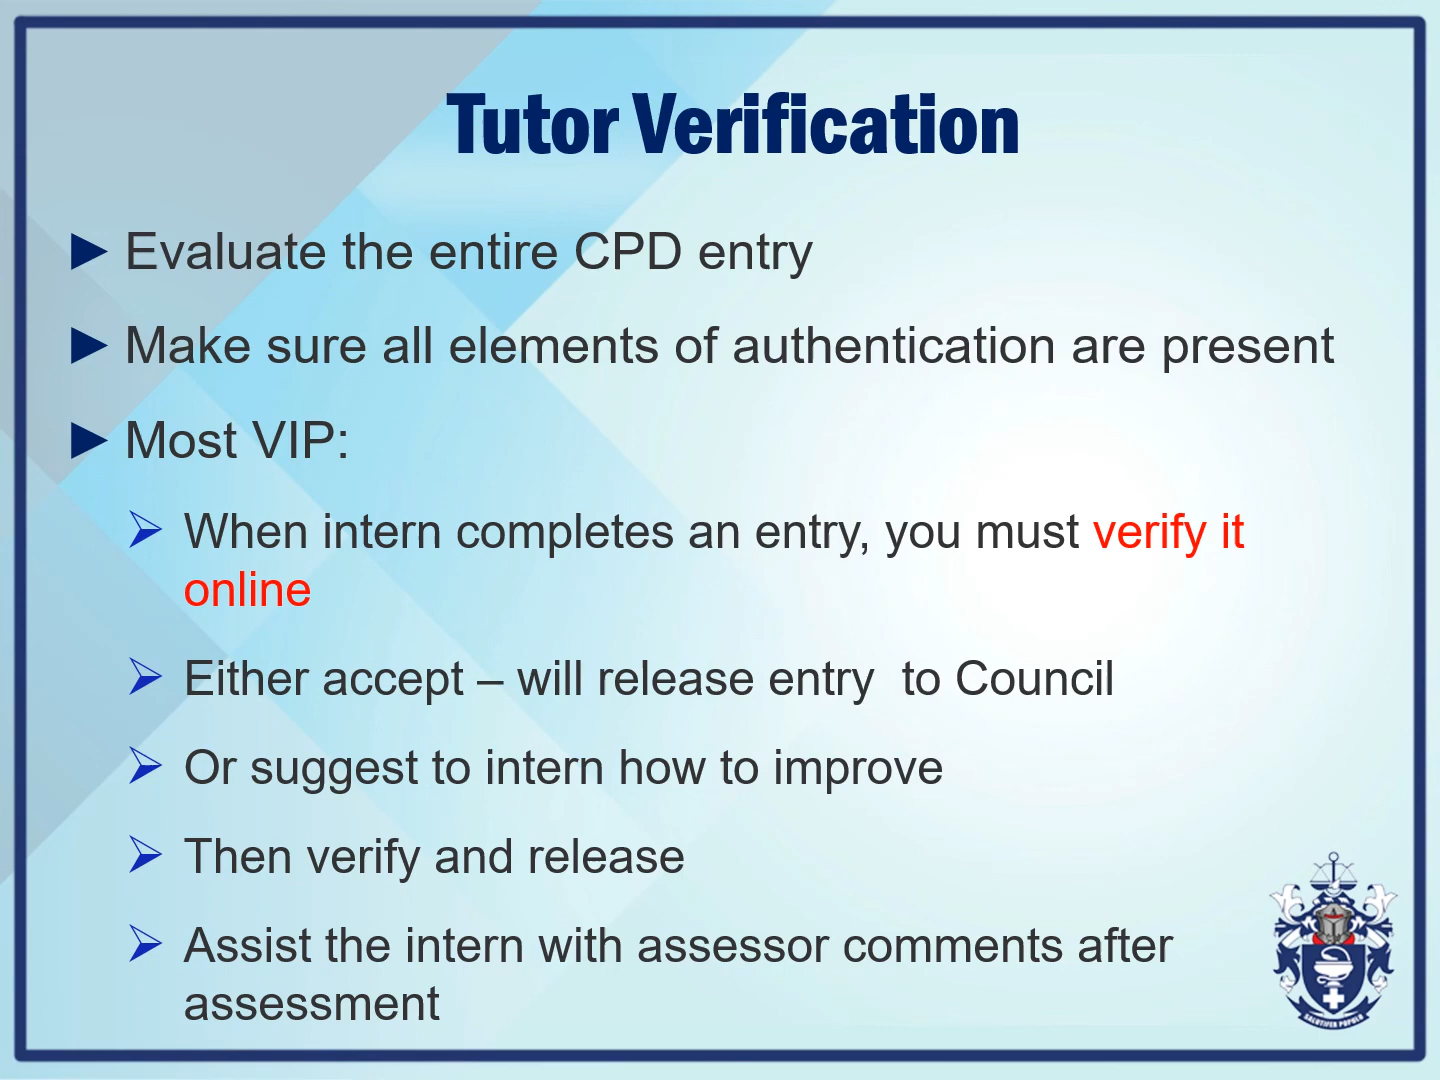 Tutor Verification
► Evaluate the entire CPD entry
► Make sure all elements of authentication are present
► Most VIP:
➢ When intern completes an entry, you must verify it
online
➢ Either accept – will release entry  to Council
➢ Or suggest to intern how to improve
➢ Then verify and release
➢ Assist the intern with assessor comments after
assessment
SALUTIFER POPULO